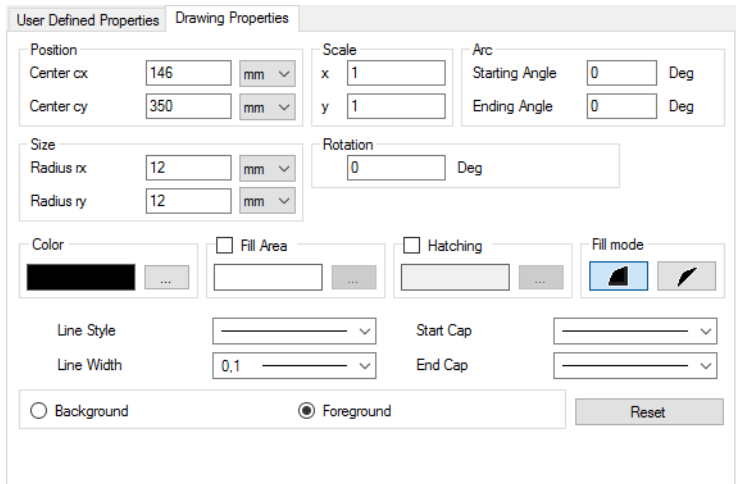 User Defined Properties Drawing Properties
Position Scale Arc
Center cx 146 mm x 1 Starting Angle 0 Deg
Center cy 350 mm y 1 Ending Angle 0 Deg
Size Rotation
Radius rx 12 mm 0 Deg
Radius ry 12 mm
Color Fill Area Hatching Fill mode
... ... ...
Line Style Start Cap
Line Width 0,1 End Cap
Background Foreground Reset